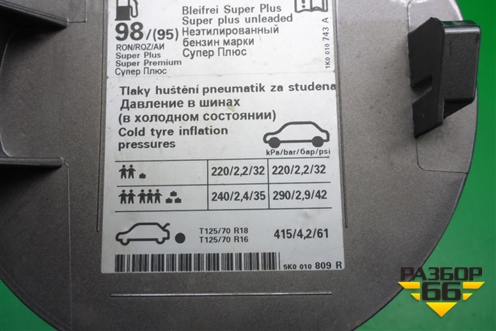 Bleifrei Super Plus
Super plus unleaded
98/(95)
Неэтилированный
RON/ROZ/АИ
бензин марки
Super Plus
Супер Плюс
Super Premium
Супер Плюс
1K0 010 743 A
Tlaky huštění pneumatik za studena
Давление в шинах
(в холодном состоянии)
Cold tyre inflation
pressures
kPa/bar/бар/psi
220/2,2/32 220/2,2/32
240/2,4/35 290/2,9/42
T125/70 R18
T125/70 R16
415/4,2/61
5K0 010 809 R
РАЗБОР
66